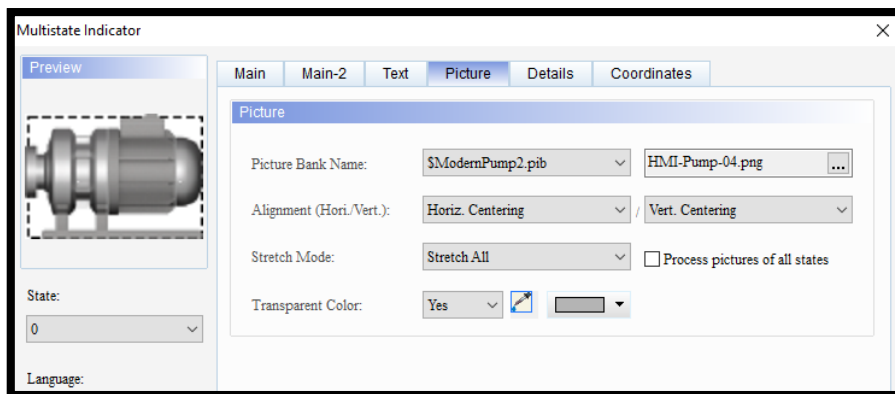 Multistate Indicator
Preview
Main Main-2 Text Picture Details Coordinates
Picture
Picture Bank Name: $ModernPump2.pib HMI-Pump-04.png ...
Alignment (Hori./Vert.): Horiz. Centering / Vert. Centering
Stretch Mode: Stretch All Process pictures of all states
State:
Transparent Color: Yes
0
Language: